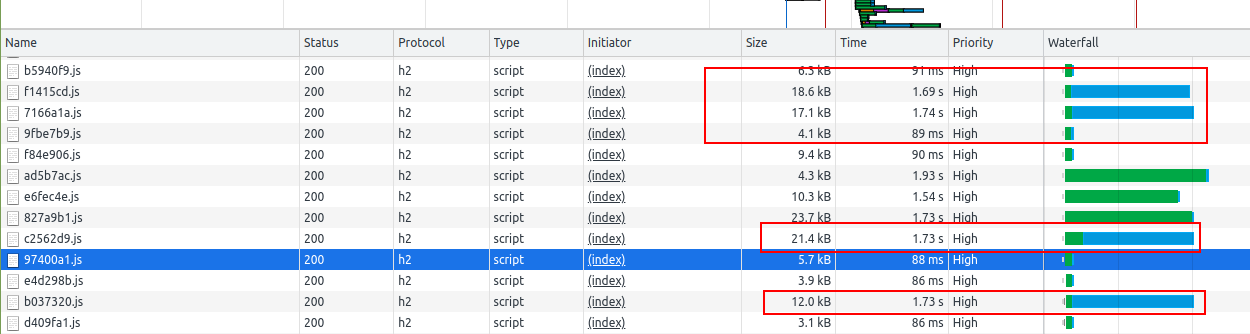 Name Status Protocol Type Initiator Size Time Priority Waterfall
b5940f9.js 200 h2 script (index) 6.3 kB 91 ms High
f1415cd.js 200 h2 script (index) 18.6 kB 1.69 s High
7166a1a.js 200 h2 script (index) 17.1 kB 1.74 s High
9fbe7b9.js 200 h2 script (index) 4.1 kB 89 ms High
f84e906.js 200 h2 script (index) 9.4 kB 90 ms High
ad5b7ac.js 200 h2 script (index) 4.3 kB 1.93 s High
e6fec4e.js 200 h2 script (index) 10.3 kB 1.54 s High
827a9b1.js 200 h2 script (index) 23.7 kB 1.73 s High
c2562d9.js 200 h2 script (index) 21.4 kB 1.73 s High
97400a1.js 200 h2 script (index) 5.7 kB 88 ms High
e4d298b.js 200 h2 script (index) 3.9 kB 86 ms High
b037320.js 200 h2 script (index) 12.0 kB 1.73 s High
d409fa1.js 200 h2 script (index) 3.1 kB 86 ms High